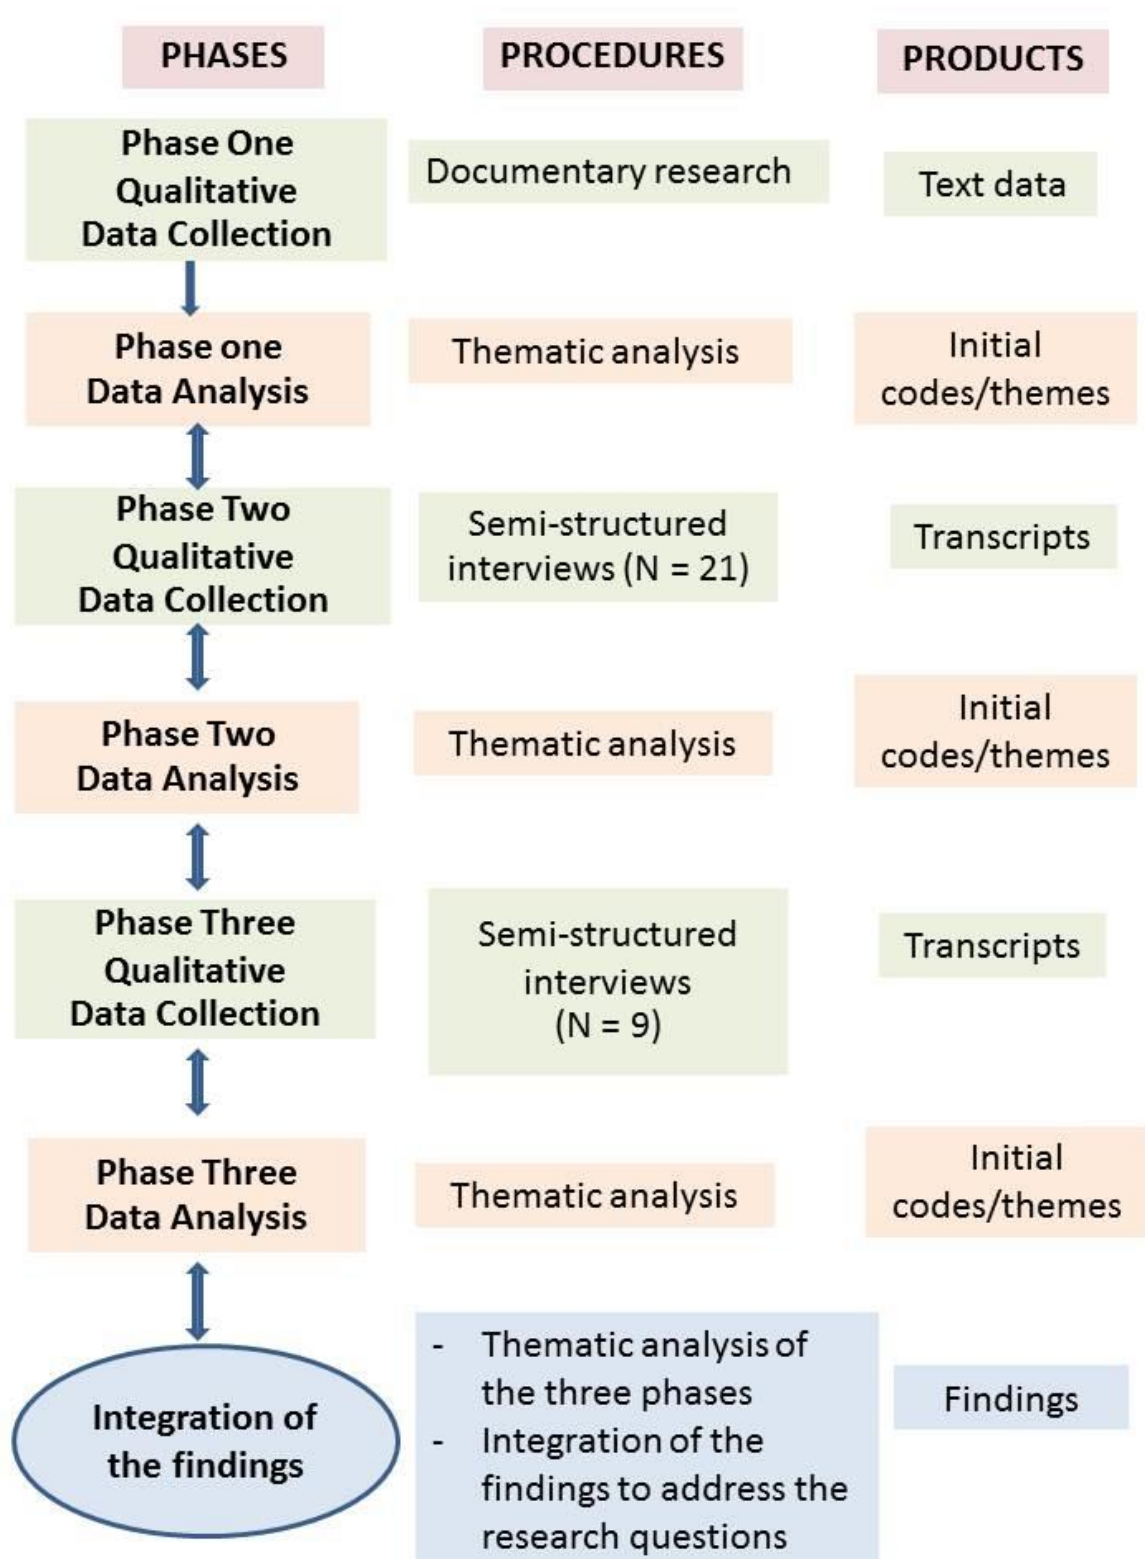 PHASES
PROCEDURES
PRODUCTS
Phase One
Qualitative
Data Collection
Documentary research
Text data
Phase one
Data Analysis
Thematic analysis
Initial
codes/themes
Phase Two
Qualitative
Data Collection
Semi-structured
interviews (N = 21)
Transcripts
Phase Two
Data Analysis
Thematic analysis
Initial
codes/themes
Phase Three
Qualitative
Data Collection
Semi-structured
interviews
(N = 9)
Transcripts
Phase Three
Data Analysis
Thematic analysis
Initial
codes/themes
Integration of
the findings
- Thematic analysis of
the three phases
- Integration of the
findings to address the
research questions
Findings